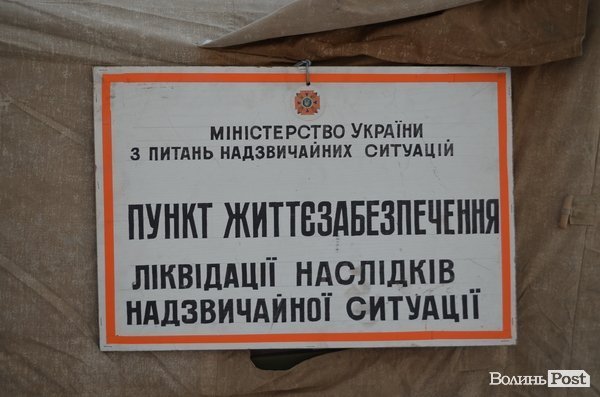 МІНІСТЕРСТВО УКРАЇНИ
З ПИТАНЬ НАДЗВИЧАЙНИХ СИТУАЦІЙ
ПУНКТ ЖИТТЄЗАБЕЗПЕЧЕННЯ
ЛІКВІДАЦІЇ НАСЛІДКІВ
НАДЗВИЧАЙНОЇ СИТУАЦІЇ
ВолиньPost